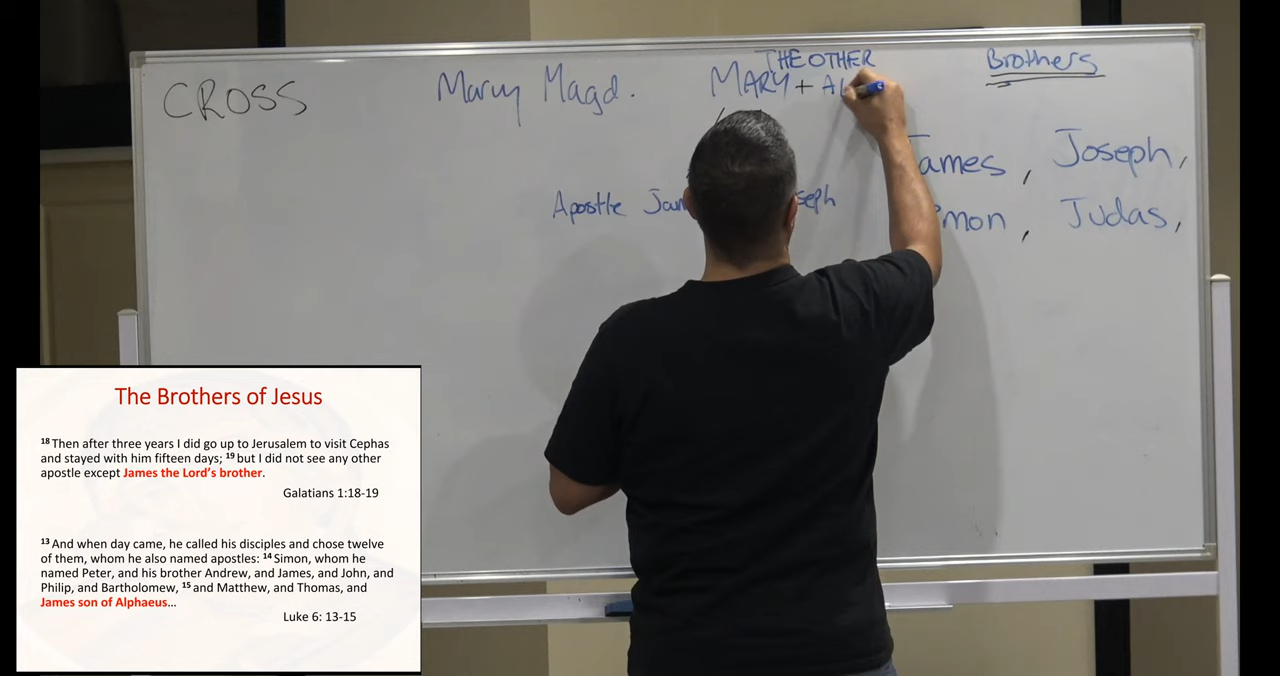 CROSS
Mary Magd.
THE OTHER
MARY + AL
Brothers
James, Joseph,
Judas,
Apostle
The Brothers of Jesus
18 Then after three years I did go up to Jerusalem to visit Cephas
and stayed with him fifteen days; 19 but I did not see any other
apostle except James the Lord's brother.
Galatians 1:18-19
13 And when day came, he called his disciples and chose twelve
of them, whom he also named apostles: 14 Simon, whom he
named Peter, and his brother Andrew, and James, and John, and
Philip, and Bartholomew, 15 and Matthew, and Thomas, and
James son of Alphaeus…
Luke 6: 13-15